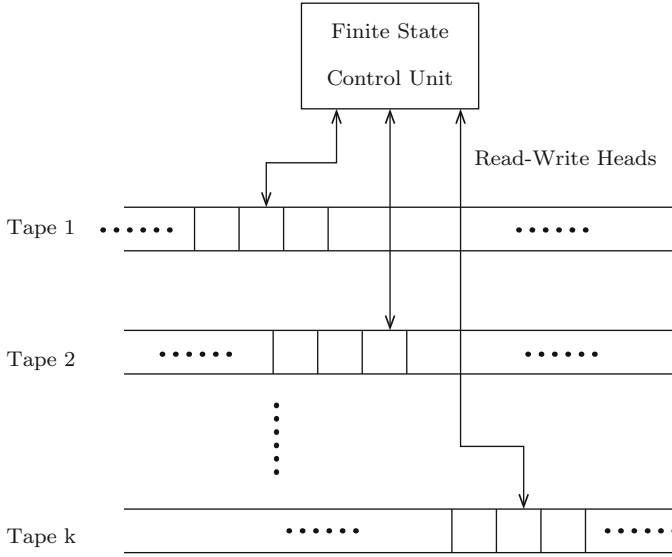 Finite State
Control Unit
Read-Write Heads
Tape 1
Tape 2
Tape k